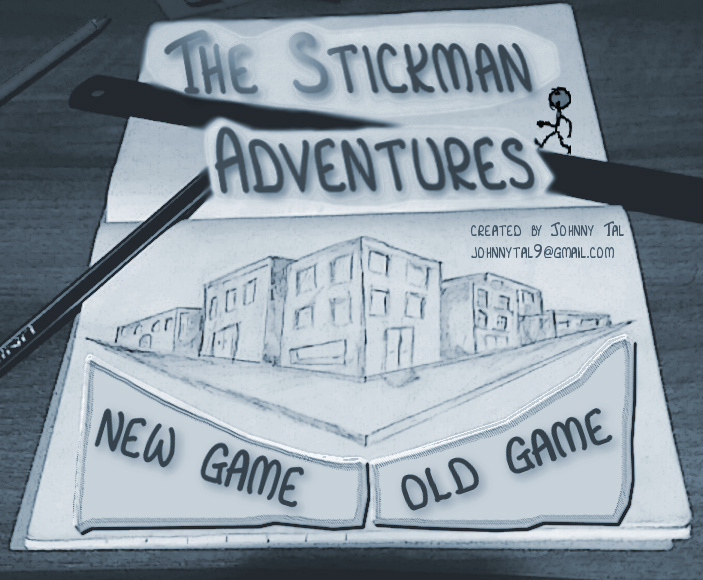 The Stickman
Adventures
created by Johnny Tal
johnnytal9@gmail.com
New Game
Old Game